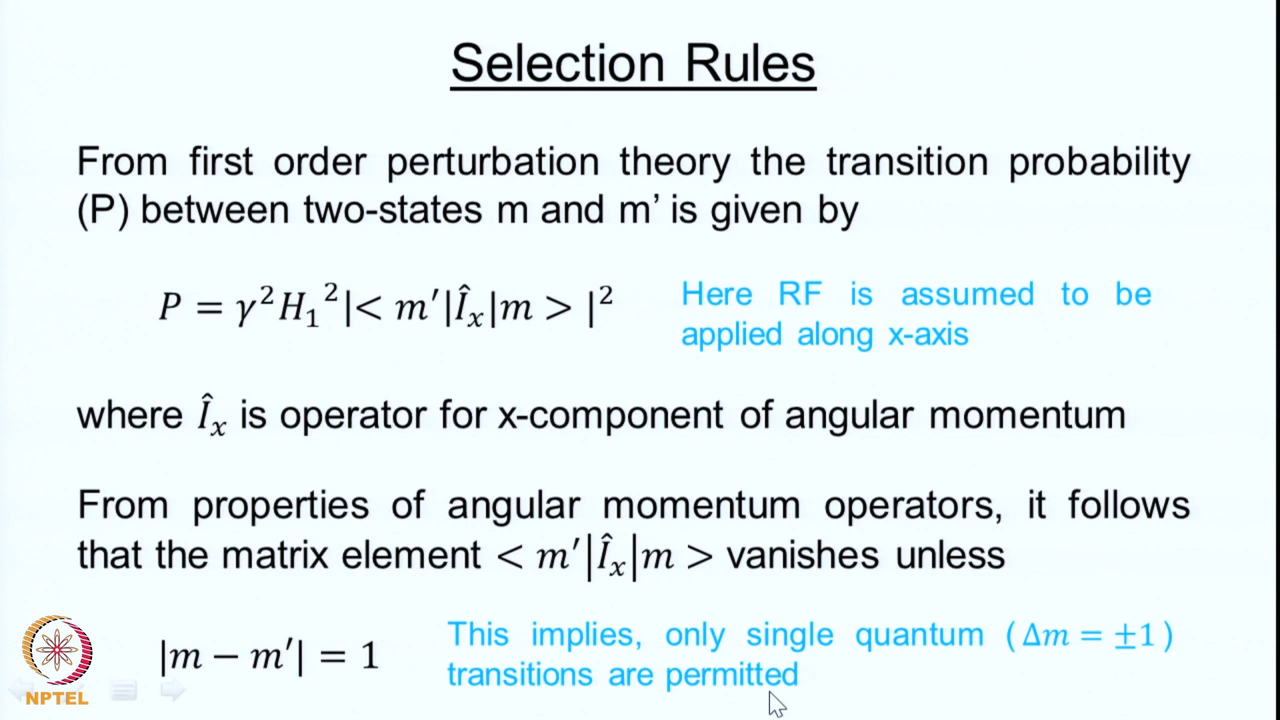 Selection Rules
From first order perturbation theory the transition probability
(P) between two-states m and m’ is given by
P = γ²H₁²|< m′|Îₓ|m > |²
Here RF is assumed to be
applied along x-axis
where Îₓ is operator for x-component of angular momentum
From properties of angular momentum operators, it follows
that the matrix element < m′|Îₓ|m > vanishes unless
|m − m′| = 1
This implies, only single quantum (Δm = ±1)
transitions are permitted
NPTEL